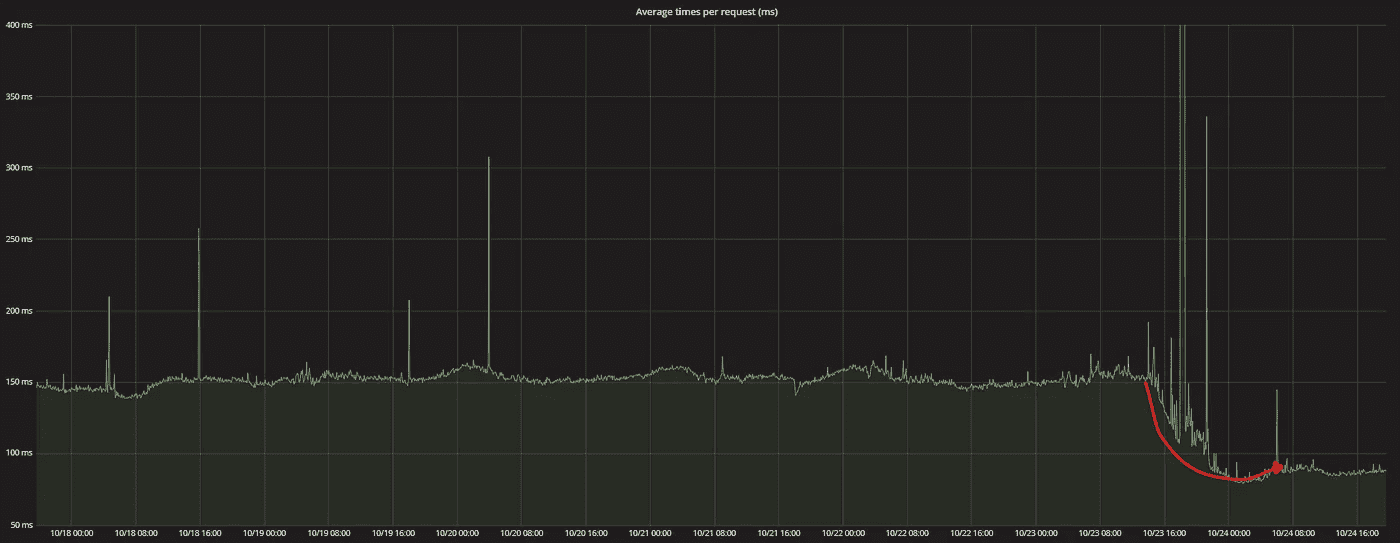 Average times per request (ms)
400 ms
350 ms
300 ms
250 ms
200 ms
150 ms
100 ms
50 ms
10/18 00:00 10/18 08:00 10/18 16:00 10/19 00:00 10/19 08:00 10/19 16:00 10/20 00:00 10/20 08:00 10/20 16:00 10/21 00:00 10/21 08:00 10/21 16:00 10/22 00:00 10/22 08:00 10/22 16:00 10/23 00:00 10/23 08:00 10/23 16:00 10/24 00:00 10/24 08:00 10/24 16:00